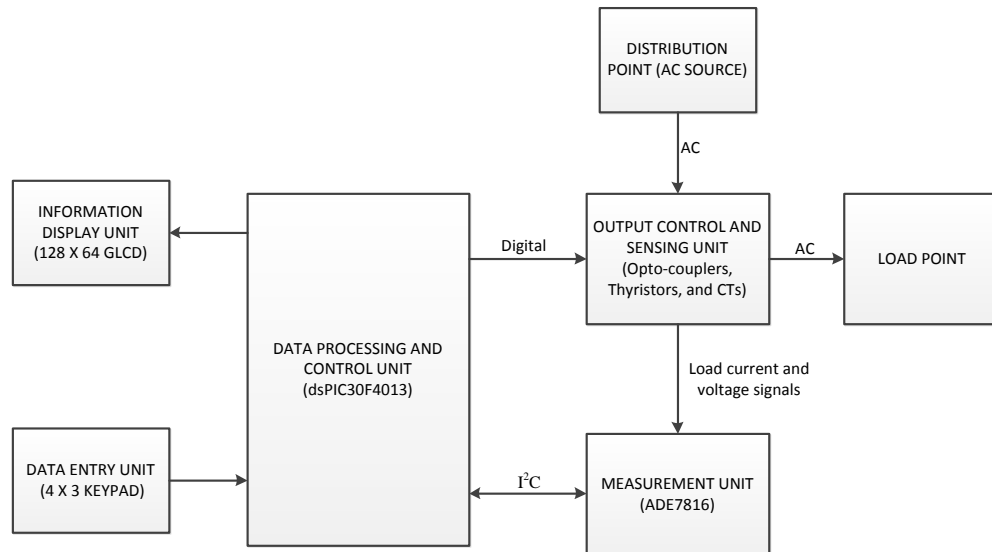 DISTRIBUTION
POINT (AC SOURCE)
AC
INFORMATION
DISPLAY UNIT
(128 X 64 GLCD)
Digital
OUTPUT CONTROL AND
SENSING UNIT
(Opto-couplers,
Thyristors, and CTs)
AC
LOAD POINT
DATA PROCESSING AND
CONTROL UNIT
(dsPIC30F4013)
Load current and
voltage signals
DATA ENTRY UNIT
(4 X 3 KEYPAD)
I²C
MEASUREMENT UNIT
(ADE7816)